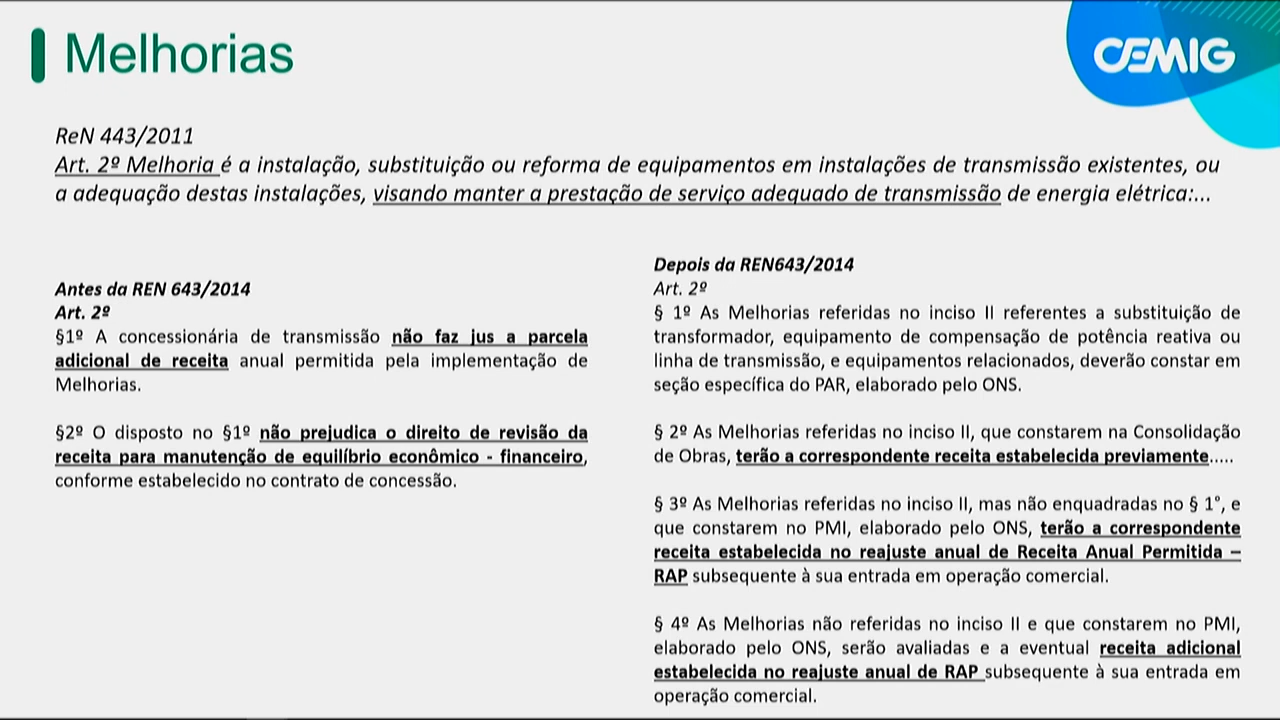 Melhorias
CEMIG
ReN 443/2011
Art. 2º Melhoria é a instalação, substituição ou reforma de equipamentos em instalações de transmissão existentes, ou
a adequação destas instalações, visando manter a prestação de serviço adequado de transmissão de energia elétrica:...
Antes da REN 643/2014
Art. 2º
§1º A concessionária de transmissão não faz jus a parcela
adicional de receita anual permitida pela implementação de
Melhorias.
§2º O disposto no §1º não prejudica o direito de revisão da
receita para manutenção de equilíbrio econômico - financeiro,
conforme estabelecido no contrato de concessão.
Depois da REN643/2014
Art. 2º
§ 1º As Melhorias referidas no inciso II referentes a substituição de
transformador, equipamento de compensação de potência reativa ou
linha de transmissão, e equipamentos relacionados, deverão constar em
seção específica do PAR, elaborado pelo ONS.
§ 2º As Melhorias referidas no inciso II, que constarem na Consolidação
de Obras, terão a correspondente receita estabelecida previamente.....
§ 3º As Melhorias referidas no inciso II, mas não enquadradas no § 1°, e
que constarem no PMI, elaborado pelo ONS, terão a correspondente
receita estabelecida no reajuste anual de Receita Anual Permitida –
RAP subsequente à sua entrada em operação comercial.
§ 4º As Melhorias não referidas no inciso II e que constarem no PMI,
elaborado pelo ONS, serão avaliadas e a eventual receita adicional
estabelecida no reajuste anual de RAP subsequente à sua entrada em
operação comercial.